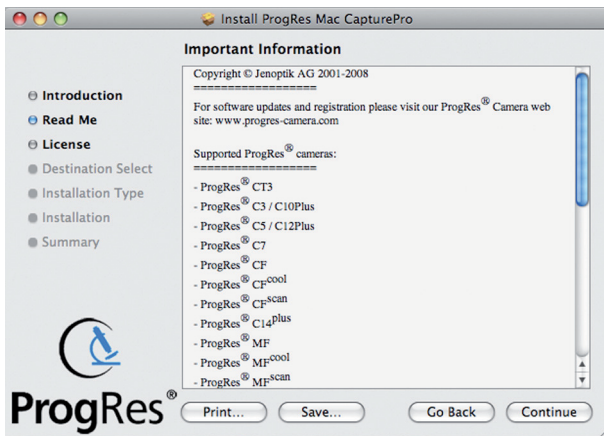 Install ProgRes Mac CapturePro
Important Information
Introduction
Read Me
License
Destination Select
Installation Type
Installation
Summary
Copyright © Jenoptik AG 2001-2008
==================
For software updates and registration please visit our ProgRes® Camera web
site: www.progres-camera.com
Supported ProgRes® cameras:
==================
- ProgRes® CT3
- ProgRes® C3 / C10Plus
- ProgRes® C5 / C12Plus
- ProgRes® C7
- ProgRes® CF
- ProgRes® CFcool
- ProgRes® CFscan
- ProgRes® C14plus
- ProgRes® MF
- ProgRes® MFcool
- ProgRes® MFscan
ProgRes®
Print... Save... Go Back Continue